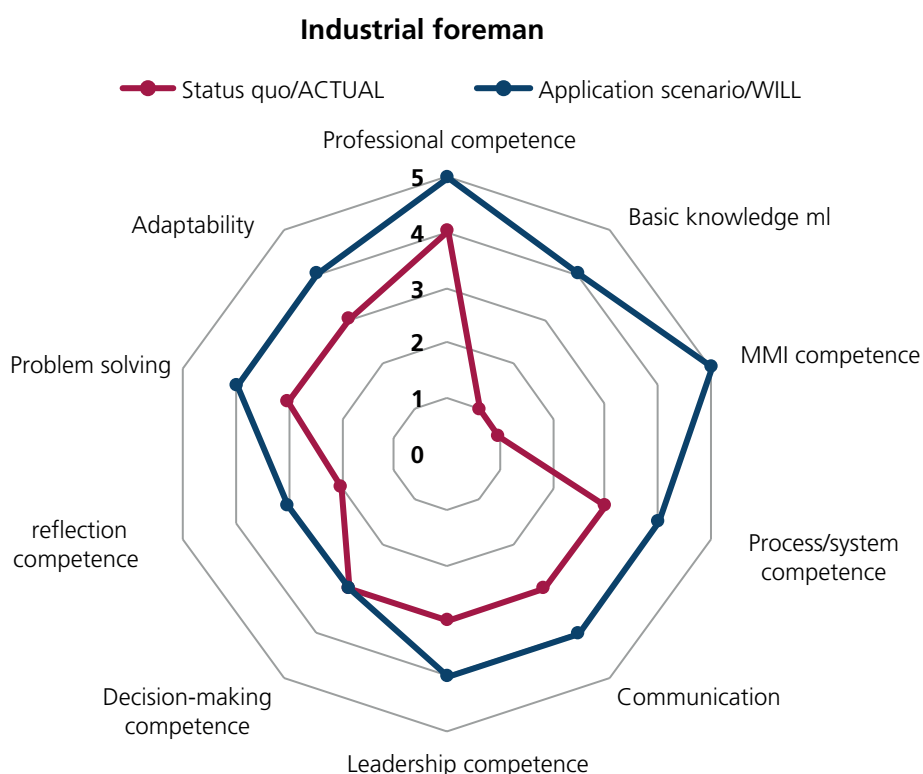 Industrial foreman
Status quo/ACTUAL
Application scenario/WILL
Professional competence
5
Basic knowledge ml
Adaptability
4
3
MMI competence
Problem solving
2
1
0
reflection
competence
Process/system
competence
Decision-making
competence
Communication
Leadership competence